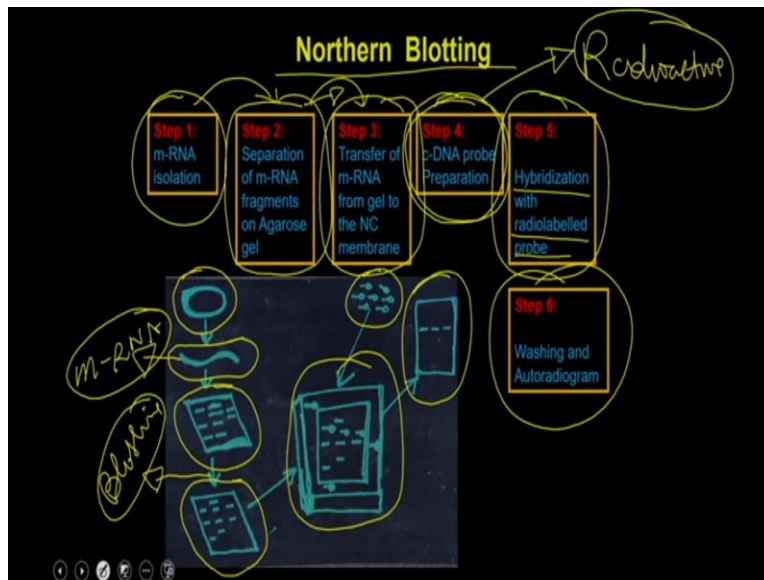 Northern Blotting
Radioactive
Step 1:
m-RNA
isolation
Step 2:
Separation
of m-RNA
fragments
on Agarose
gel
Step 3:
Transfer of
m-RNA
from gel to
the NC
membrane
Step 4:
c-DNA probe
Preparation
Step 5:
Hybridization
with
radiolabelled
probe
Step 6:
Washing and
Autoradiogram
m-RNA